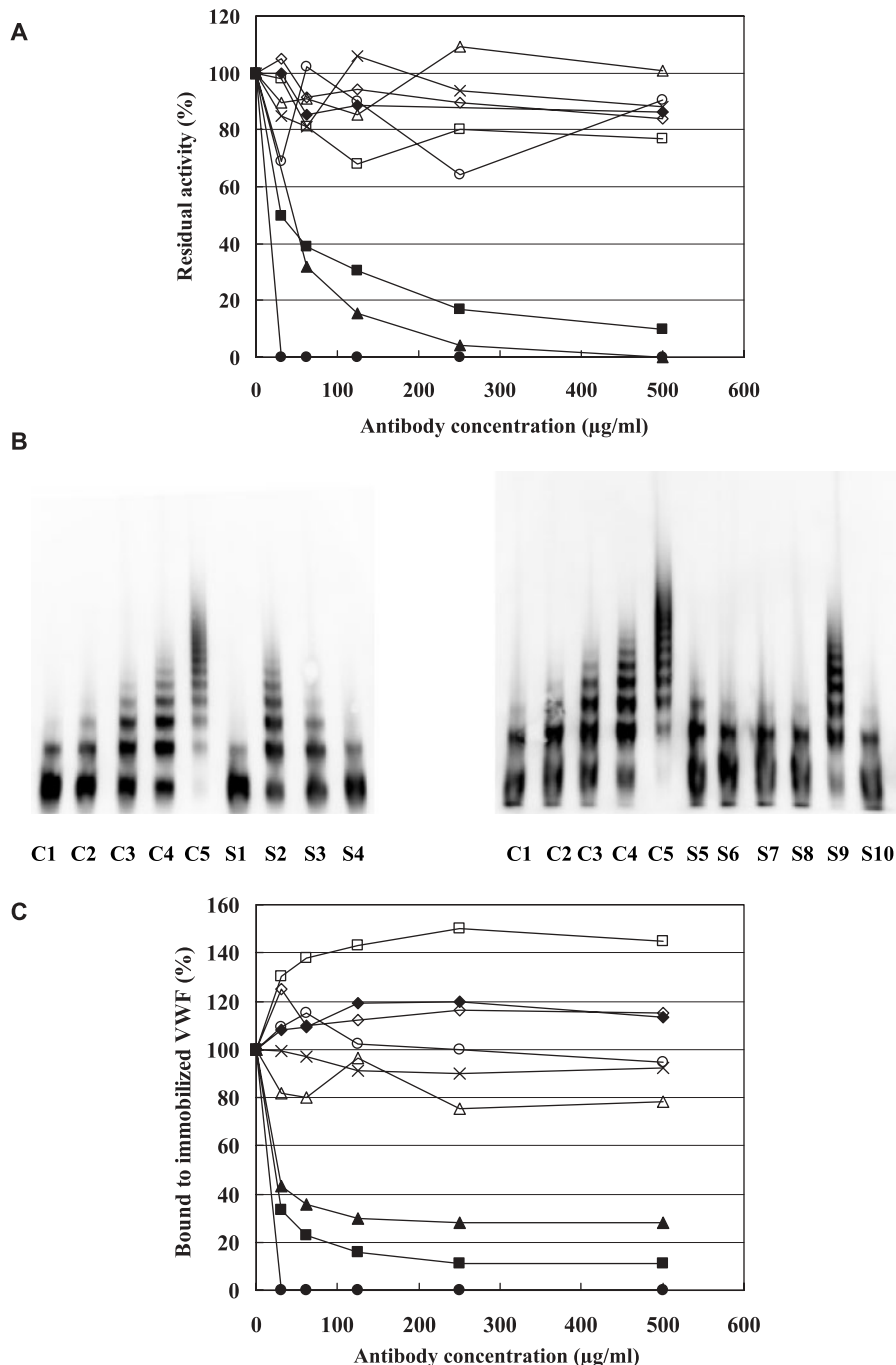 A
120
100
80
60
40
20
0
Residual activity (%)
0 100 200 300 400 500 600
Antibody concentration (µg/ml)
B
C1 C2 C3 C4 C5 S1 S2 S3 S4
C1 C2 C3 C4 C5 S5 S6 S7 S8 S9 S10
C
160
140
120
100
80
60
40
20
0
Bound to immobilized VWF (%)
0 100 200 300 400 500 600
Antibody concentration (µg/ml)